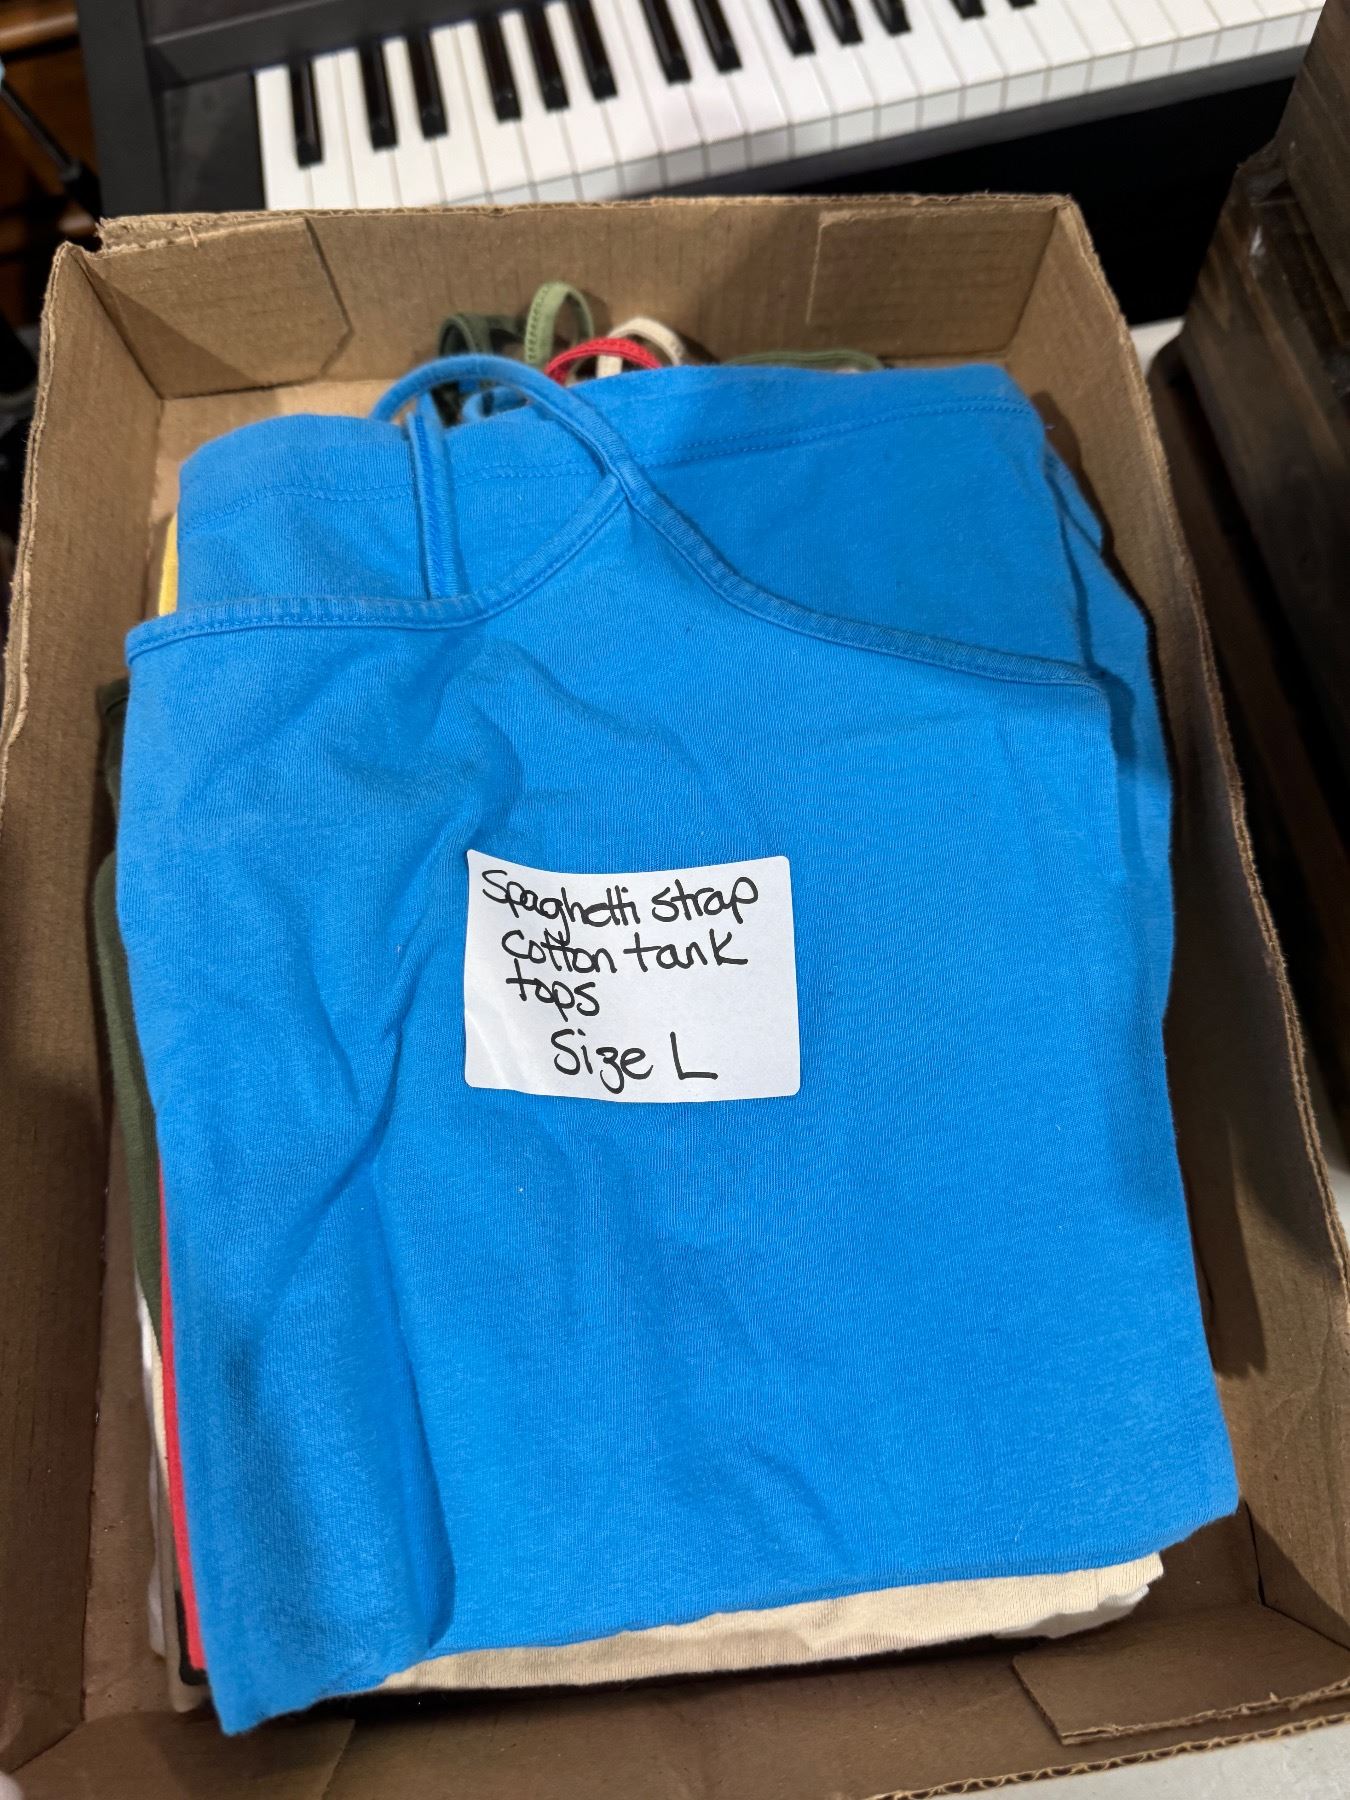 Spaghetti strap
cotton tank
tops
Size L